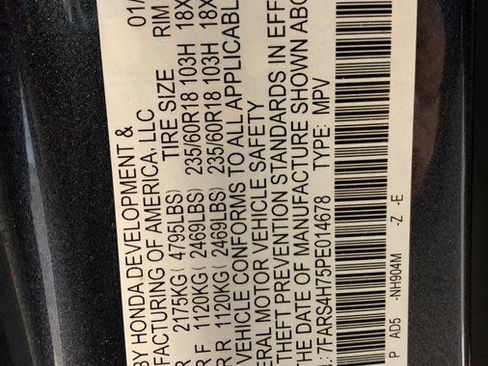 BY HONDA DEVELOPMENT & 01/
FACTURING OF AMERICA, LLC
R TIRE SIZE RIM
2175KG ( 4795LBS)
R F 1120KG ( 2469LBS) 235/60R18 103H 18X
R R 1120KG ( 2469LBS) 235/60R18 103H 18X
VEHICLE CONFORMS TO ALL APPLICABL
ERAL MOTOR VEHICLE SAFETY
THEFT PREVENTION STANDARDS IN EFF
THE DATE OF MANUFACTURE SHOWN ABO
.:7FARS4H75PE014678 TYPE: MPV
P AD5 -NH904M -Z -E